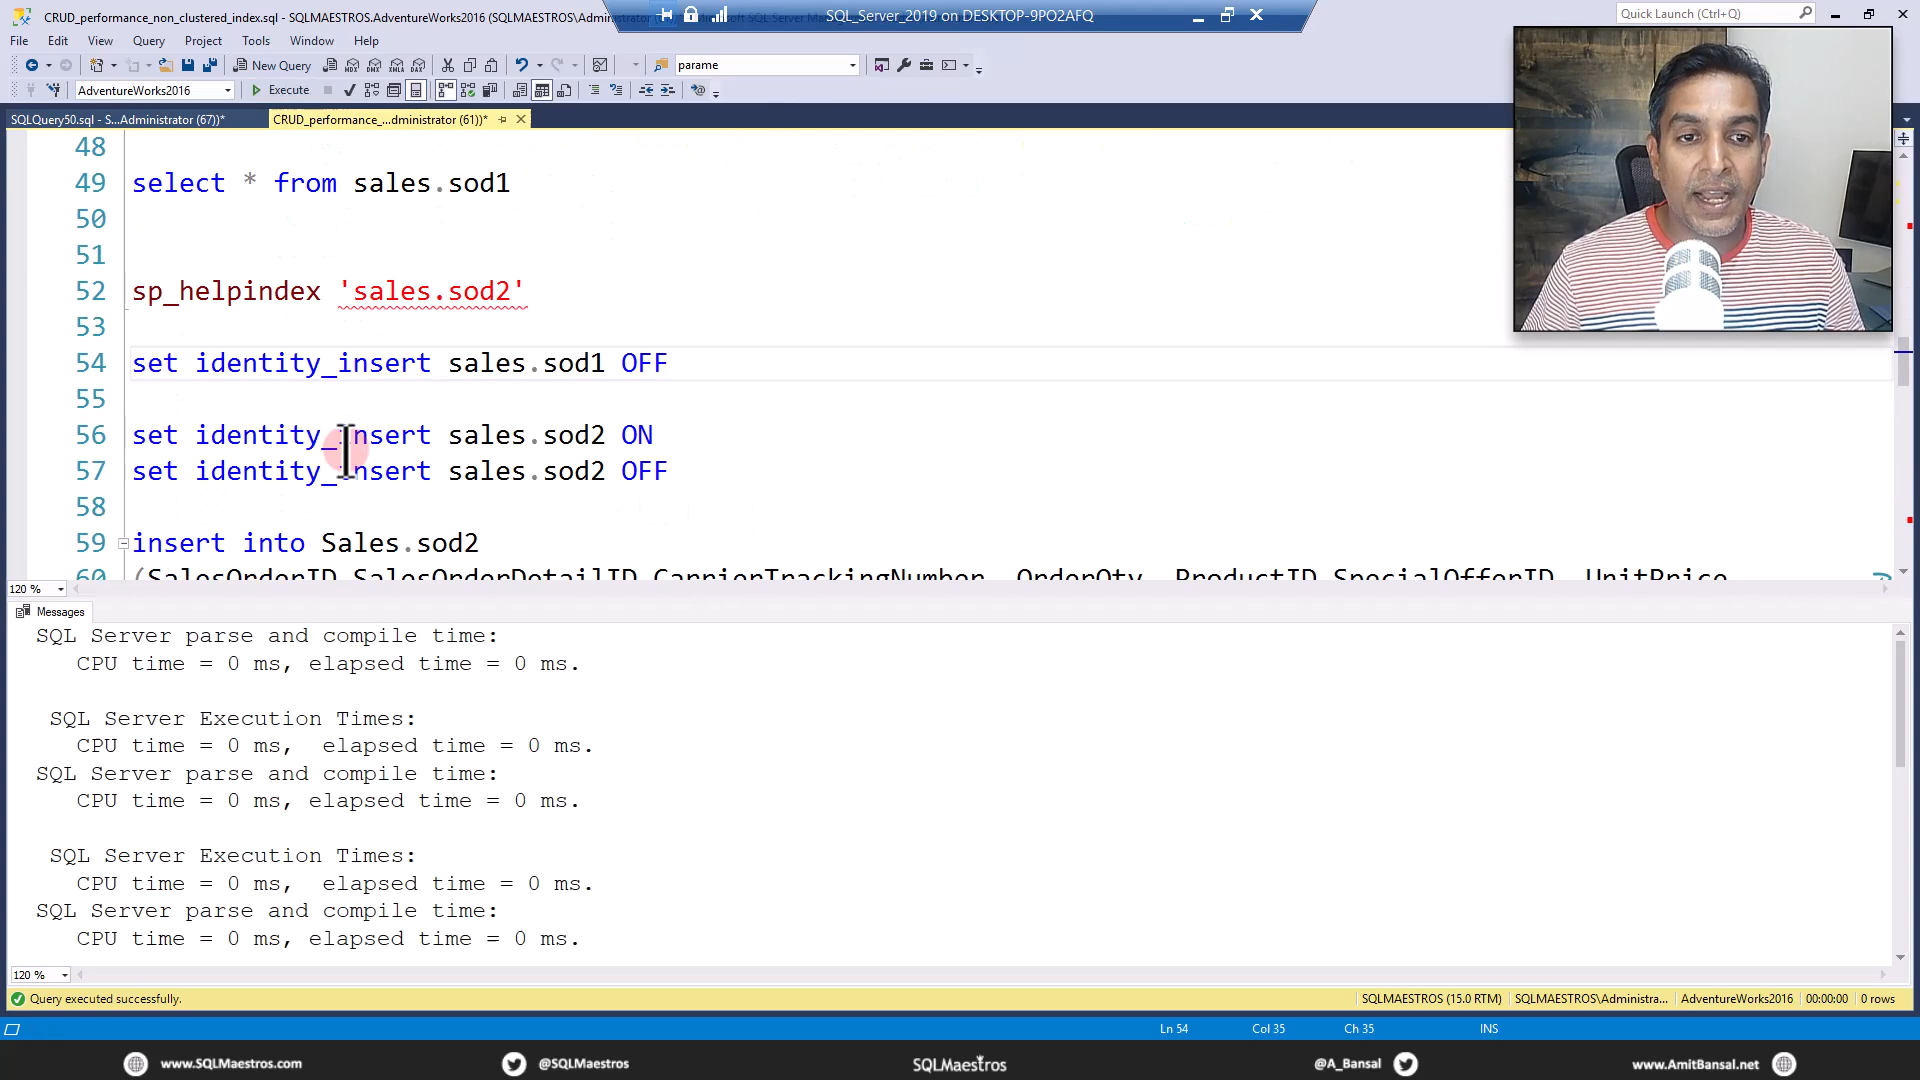 CRUD_performance_non_clustered_index.sql - SQLMAESTROS.AdventureWorks2016 (SQLMAESTROS\Administrator
SQL_Server_2019 on DESKTOP-9PO2AFQ
Quick Launch (Ctrl+Q)
File Edit View Query Project Tools Window Help
New Query
parame
AdventureWorks2016
Execute
SQLQuery50.sql - S...Administrator (67))*
CRUD_performance_...dministrator (61))*
48
49 select * from sales.sod1
50
51
52 sp_helpindex 'sales.sod2'
53
54 set identity_insert sales.sod1 OFF
55
56 set identity_insert sales.sod2 ON
57 set identity_insert sales.sod2 OFF
58
59 insert into Sales.sod2
60 (SalesOrderID,SalesOrderDetailID,CarrierTrackingNumber, OrderQty, ProductID,SpecialOfferID, UnitPrice
120 %
Messages
SQL Server parse and compile time:
CPU time = 0 ms, elapsed time = 0 ms.
SQL Server Execution Times:
CPU time = 0 ms, elapsed time = 0 ms.
SQL Server parse and compile time:
CPU time = 0 ms, elapsed time = 0 ms.
SQL Server Execution Times:
CPU time = 0 ms, elapsed time = 0 ms.
SQL Server parse and compile time:
CPU time = 0 ms, elapsed time = 0 ms.
120 %
Query executed successfully.
SQLMAESTROS (15.0 RTM)
SQLMAESTROS\Administra...
AdventureWorks2016
00:00:00
0 rows
Ln 54
Col 35
Ch 35
INS
www.SQLMaestros.com
@SQLMaestros
SQLMaestros
@A_Bansal
www.AmitBansal.net